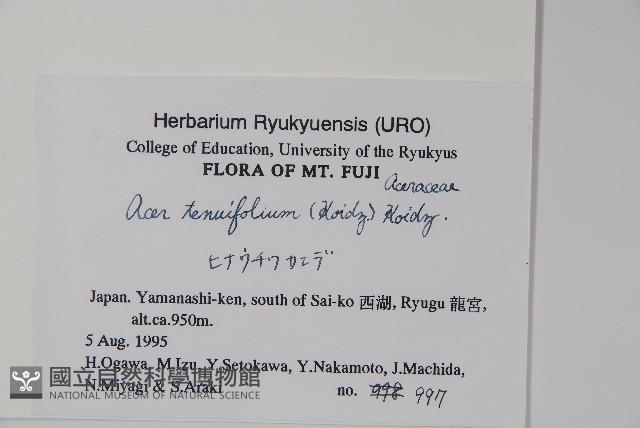 Herbarium Ryukyuensis (URO)
College of Education, University of the Ryukyus
FLORA OF MT. FUJI
Aceraceae
Acer tenuifolium (Koidz.) Koidz.
ヒナウチワカエデ
Japan. Yamanashi-ken, south of Sai-ko 西湖, Ryugu 龍宮,
alt.ca.950m.
5 Aug. 1995
H.Ogawa, M.Izu, Y.Setokawa, Y.Nakamoto, J.Machida,
N.Miyagi & S.Araki
no. 998 997
國立自然科學博物館
NATIONAL MUSEUM OF NATURAL SCIENCE